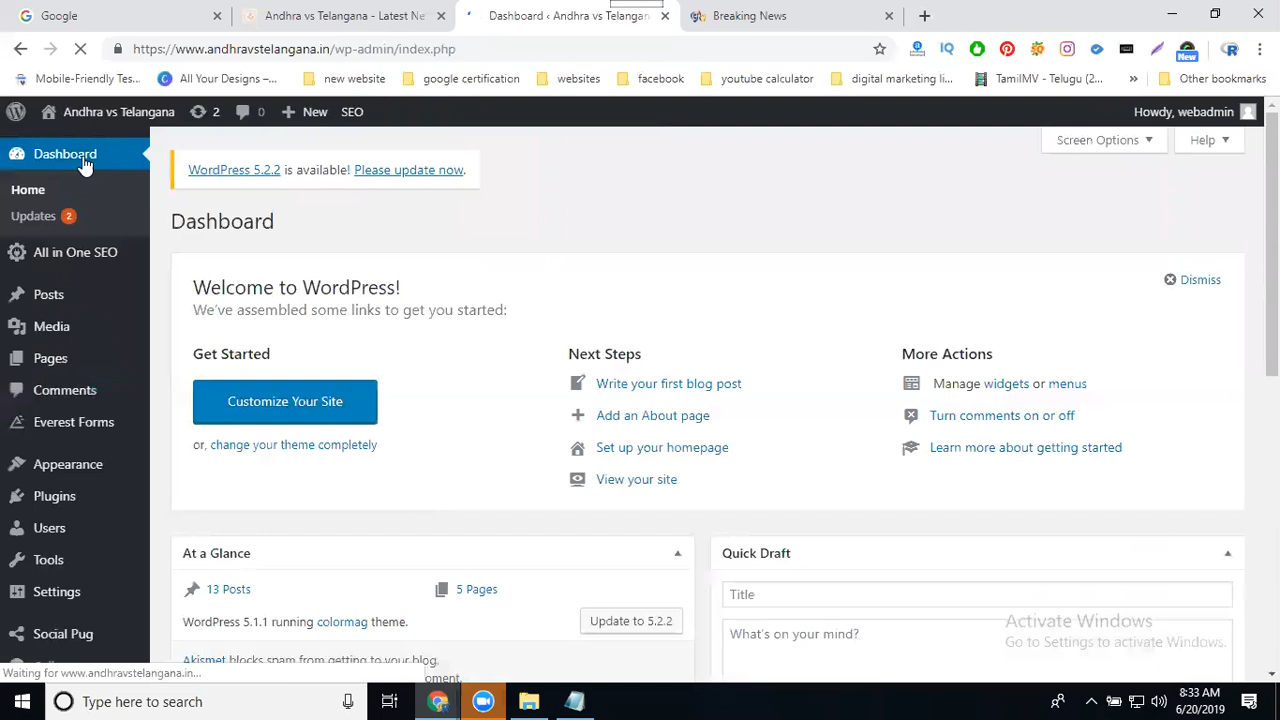 Google
Andhra vs Telangana - Latest Ne
Dashboard ‹ Andhra vs Telangan
Breaking News
https://www.andhravstelangana.in/wp-admin/index.php
New
Mobile-Friendly Tes...
All Your Designs –...
new website
google certification
websites
facebook
youtube calculator
digital marketing li...
TamilMV - Telugu (2...
»
Other bookmarks
Andhra vs Telangana
2
0
New
SEO
Howdy, webadmin
Dashboard
Home
Updates 2
All in One SEO
Posts
Media
Pages
Comments
Everest Forms
Appearance
Plugins
Users
Tools
Settings
Social Pug
Screen Options
Help
WordPress 5.2.2 is available! Please update now.
Dashboard
Welcome to WordPress!
We've assembled some links to get you started:
Dismiss
Get Started
Customize Your Site
or, change your theme completely
Next Steps
Write your first blog post
Add an About page
Set up your homepage
View your site
More Actions
Manage widgets or menus
Turn comments on or off
Learn more about getting started
At a Glance
13 Posts
5 Pages
WordPress 5.1.1 running colormag theme.
Update to 5.2.2
Akismet blocks spam from getting to your blog.
oment.
Quick Draft
Title
What's on your mind?
Activate Windows
Go to Settings to activate Windows.
Waiting for www.andhravstelangana.in...
Type here to search
8:33 AM
6/20/2019